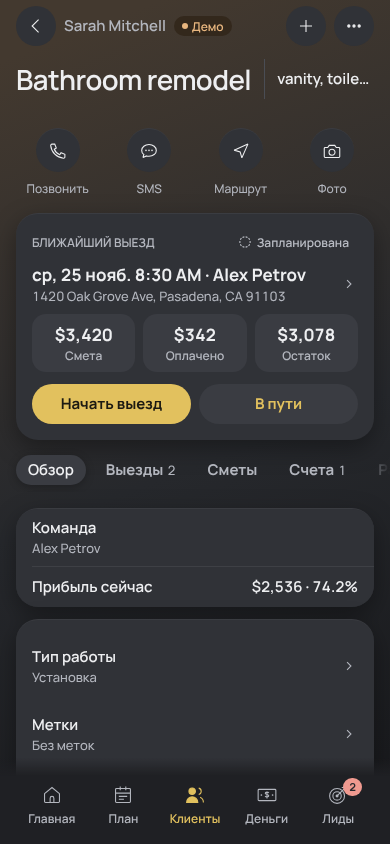 Sarah Mitchell Демо
Bathroom remodel vanity, toile…
Позвонить SMS Маршрут Фото
БЛИЖАЙШИЙ ВЫЕЗД Запланирована
ср, 25 нояб. 8:30 AM · Alex Petrov
1420 Oak Grove Ave, Pasadena, CA 91103
$3,420 $342 $3,078
Смета Оплачено Остаток
Начать выезд В пути
Обзор Выезды 2 Сметы Счета 1
Команда
Alex Petrov
Прибыль сейчас $2,536 · 74.2%
Тип работы
Установка
Метки
Без меток
2
Главная План Клиенты Деньги Лиды